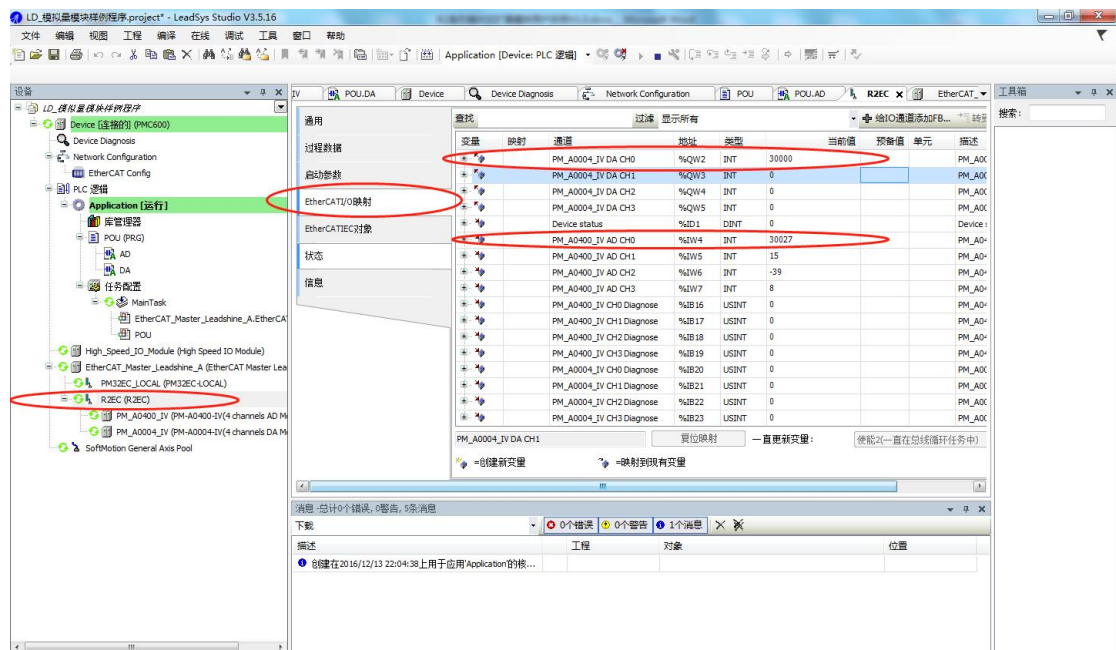 LD_模拟量模块样例程序.project* - LeadSys Studio V3.5.16
文件 编辑 视图 工程 编译 在线 调试 工具 窗口 帮助
Application [Device: PLC 逻辑]
设备
LD_模拟量模块样例程序
Device [连接的] (PMC600)
Device Diagnosis
Network Configuration
EtherCAT Config
PLC 逻辑
Application [运行]
库管理器
POU (PRG)
AD
DA
任务配置
MainTask
EtherCAT_Master_Leadshine_A.EtherCA
POU
High_Speed_IO_Module (High Speed IO Module)
EtherCAT_Master_Leadshine_A (EtherCAT Master Lea
PM32EC_LOCAL (PM32EC-LOCAL)
R2EC (R2EC)
PM_A0400_IV (PM-A0400-IV(4 channels AD M
PM_A0004_IV (PM-A0004-IV(4 channels DA M
SoftMotion General Axis Pool
IV POU.DA Device Device Diagnosis Network Configuration POU POU.AD R2EC EtherCAT_
通用
过程数据
启动参数
EtherCATI/O映射
EtherCATIEC对象
状态
信息
查找 过滤 显示所有 给IO通道添加FB... 转到
变量 映射 通道 地址 类型 当前值 预备值 单元 描述
PM_A0004_IV DA CH0 %QW2 INT 30000 PM_A00
PM_A0004_IV DA CH1 %QW3 INT 0 PM_A00
PM_A0004_IV DA CH2 %QW4 INT 0 PM_A00
PM_A0004_IV DA CH3 %QW5 INT 0 PM_A00
Device status %ID1 DINT 0 Device
PM_A0400_IV AD CH0 %IW4 INT 30027 PM_A04
PM_A0400_IV AD CH1 %IW5 INT 15 PM_A04
PM_A0400_IV AD CH2 %IW6 INT -39 PM_A04
PM_A0400_IV AD CH3 %IW7 INT 8 PM_A04
PM_A0400_IV CH0 Diagnose %IB16 USINT 0 PM_A04
PM_A0400_IV CH1 Diagnose %IB17 USINT 0 PM_A04
PM_A0400_IV CH2 Diagnose %IB18 USINT 0 PM_A04
PM_A0400_IV CH3 Diagnose %IB19 USINT 0 PM_A04
PM_A0004_IV CH0 Diagnose %IB20 USINT 0 PM_A00
PM_A0004_IV CH1 Diagnose %IB21 USINT 0 PM_A00
PM_A0004_IV CH2 Diagnose %IB22 USINT 0 PM_A00
PM_A0004_IV CH3 Diagnose %IB23 USINT 0 PM_A00
PM_A0004_IV DA CH1 复位映射 一直更新变量: 使能2(一直在总线循环任务中)
=创建新变量 =映射到现有变量
消息 -总计0个错误, 0警告, 5条消息
下载 0个错误 0个警告 1个消息
描述 工程 对象 位置
创建在2016/12/13 22:04:38上用于应用'Application'的核...
工具箱
搜索: